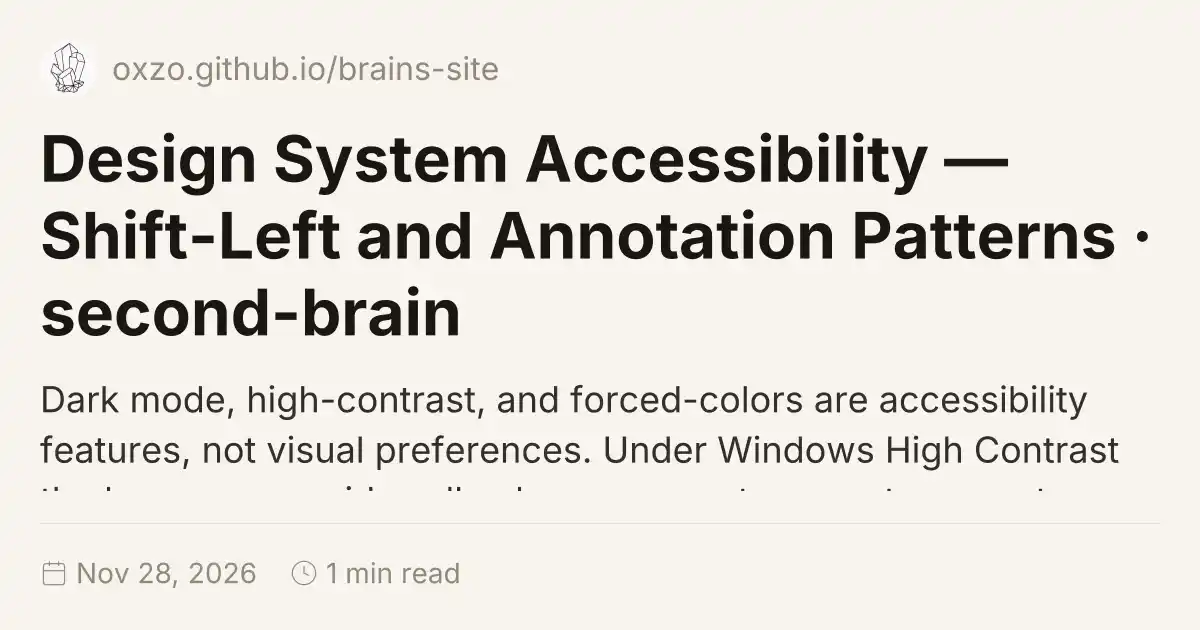 oxzo.github.io/brains-site
Design System Accessibility —
Shift-Left and Annotation Patterns ·
second-brain
Dark mode, high-contrast, and forced-colors are accessibility
features, not visual preferences. Under Windows High Contrast
Nov 28, 2026
1 min read